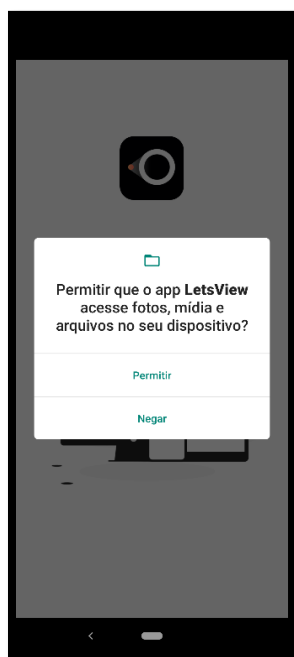 Permitir que o app LetsView
acesse fotos, mídia e
arquivos no seu dispositivo?
Permitir
Negar